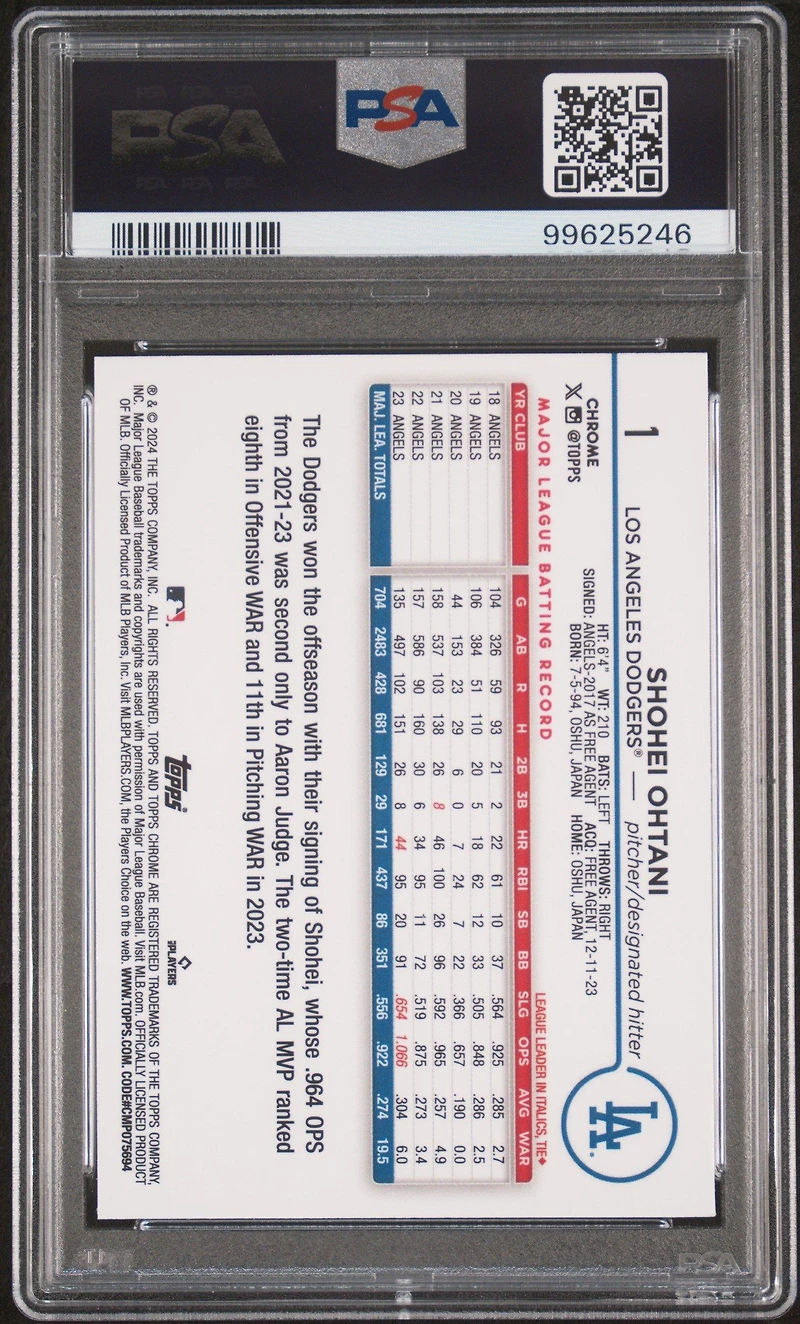 PSA PSA PSA
PSA
PSA PSA PSA
PSA
99625246
1
SHOHEI OHTANI
LOS ANGELES DODGERS® — pitcher/designated hitter
LA
CHROME
X @TOPPS
HT: 6'4" WT: 210 BATS: LEFT THROWS: RIGHT
SIGNED: ANGELS-2017 AS FREE AGENT ACQ: FREE AGENT, 12-11-23
BORN: 7-5-94, OSHU, JAPAN HOME: OSHU, JAPAN
MAJOR LEAGUE BATTING RECORD LEAGUE LEADER IN ITALICS, TIE♦
YR CLUB G AB R H 2B 3B HR RBI SB BB SLG OPS AVG WAR
18 ANGELS 104 326 59 93 21 2 22 61 10 37 .564 .925 .285 2.7
19 ANGELS 106 384 51 110 20 5 18 62 12 33 .505 .848 .286 2.5
20 ANGELS 44 153 23 29 6 0 7 24 7 22 .366 .657 .190 0.0
21 ANGELS 158 537 103 138 26 8 46 100 26 96 .592 .965 .257 4.9
22 ANGELS 157 586 90 160 30 6 34 95 11 72 .519 .875 .273 3.4
23 ANGELS 135 497 102 151 26 8 44 95 20 91 .654 1.066 .304 6.0
MAJ. LEA. TOTALS 704 2483 428 681 129 29 171 437 86 351 .556 .922 .274 19.5
The Dodgers won the offseason with their signing of Shohei, whose .964 OPS
from 2021-23 was second only to Aaron Judge. The two-time AL MVP ranked
eighth in Offensive WAR and 11th in Pitching WAR in 2023.
topps®
PLAYERS
® & © 2024 THE TOPPS COMPANY, INC. ALL RIGHTS RESERVED. TOPPS AND TOPPS CHROME ARE REGISTERED TRADEMARKS OF THE TOPPS COMPANY,
INC. Major League Baseball trademarks and copyrights are used with permission of Major League Baseball. Visit MLB.com. OFFICIALLY LICENSED PRODUCT
OF MLB. Officially Licensed Product of MLB Players, Inc. Visit MLBPLAYERS.COM, the Players Choice on the web. WWW.TOPPS.COM. CODE#CMP075694
PSA